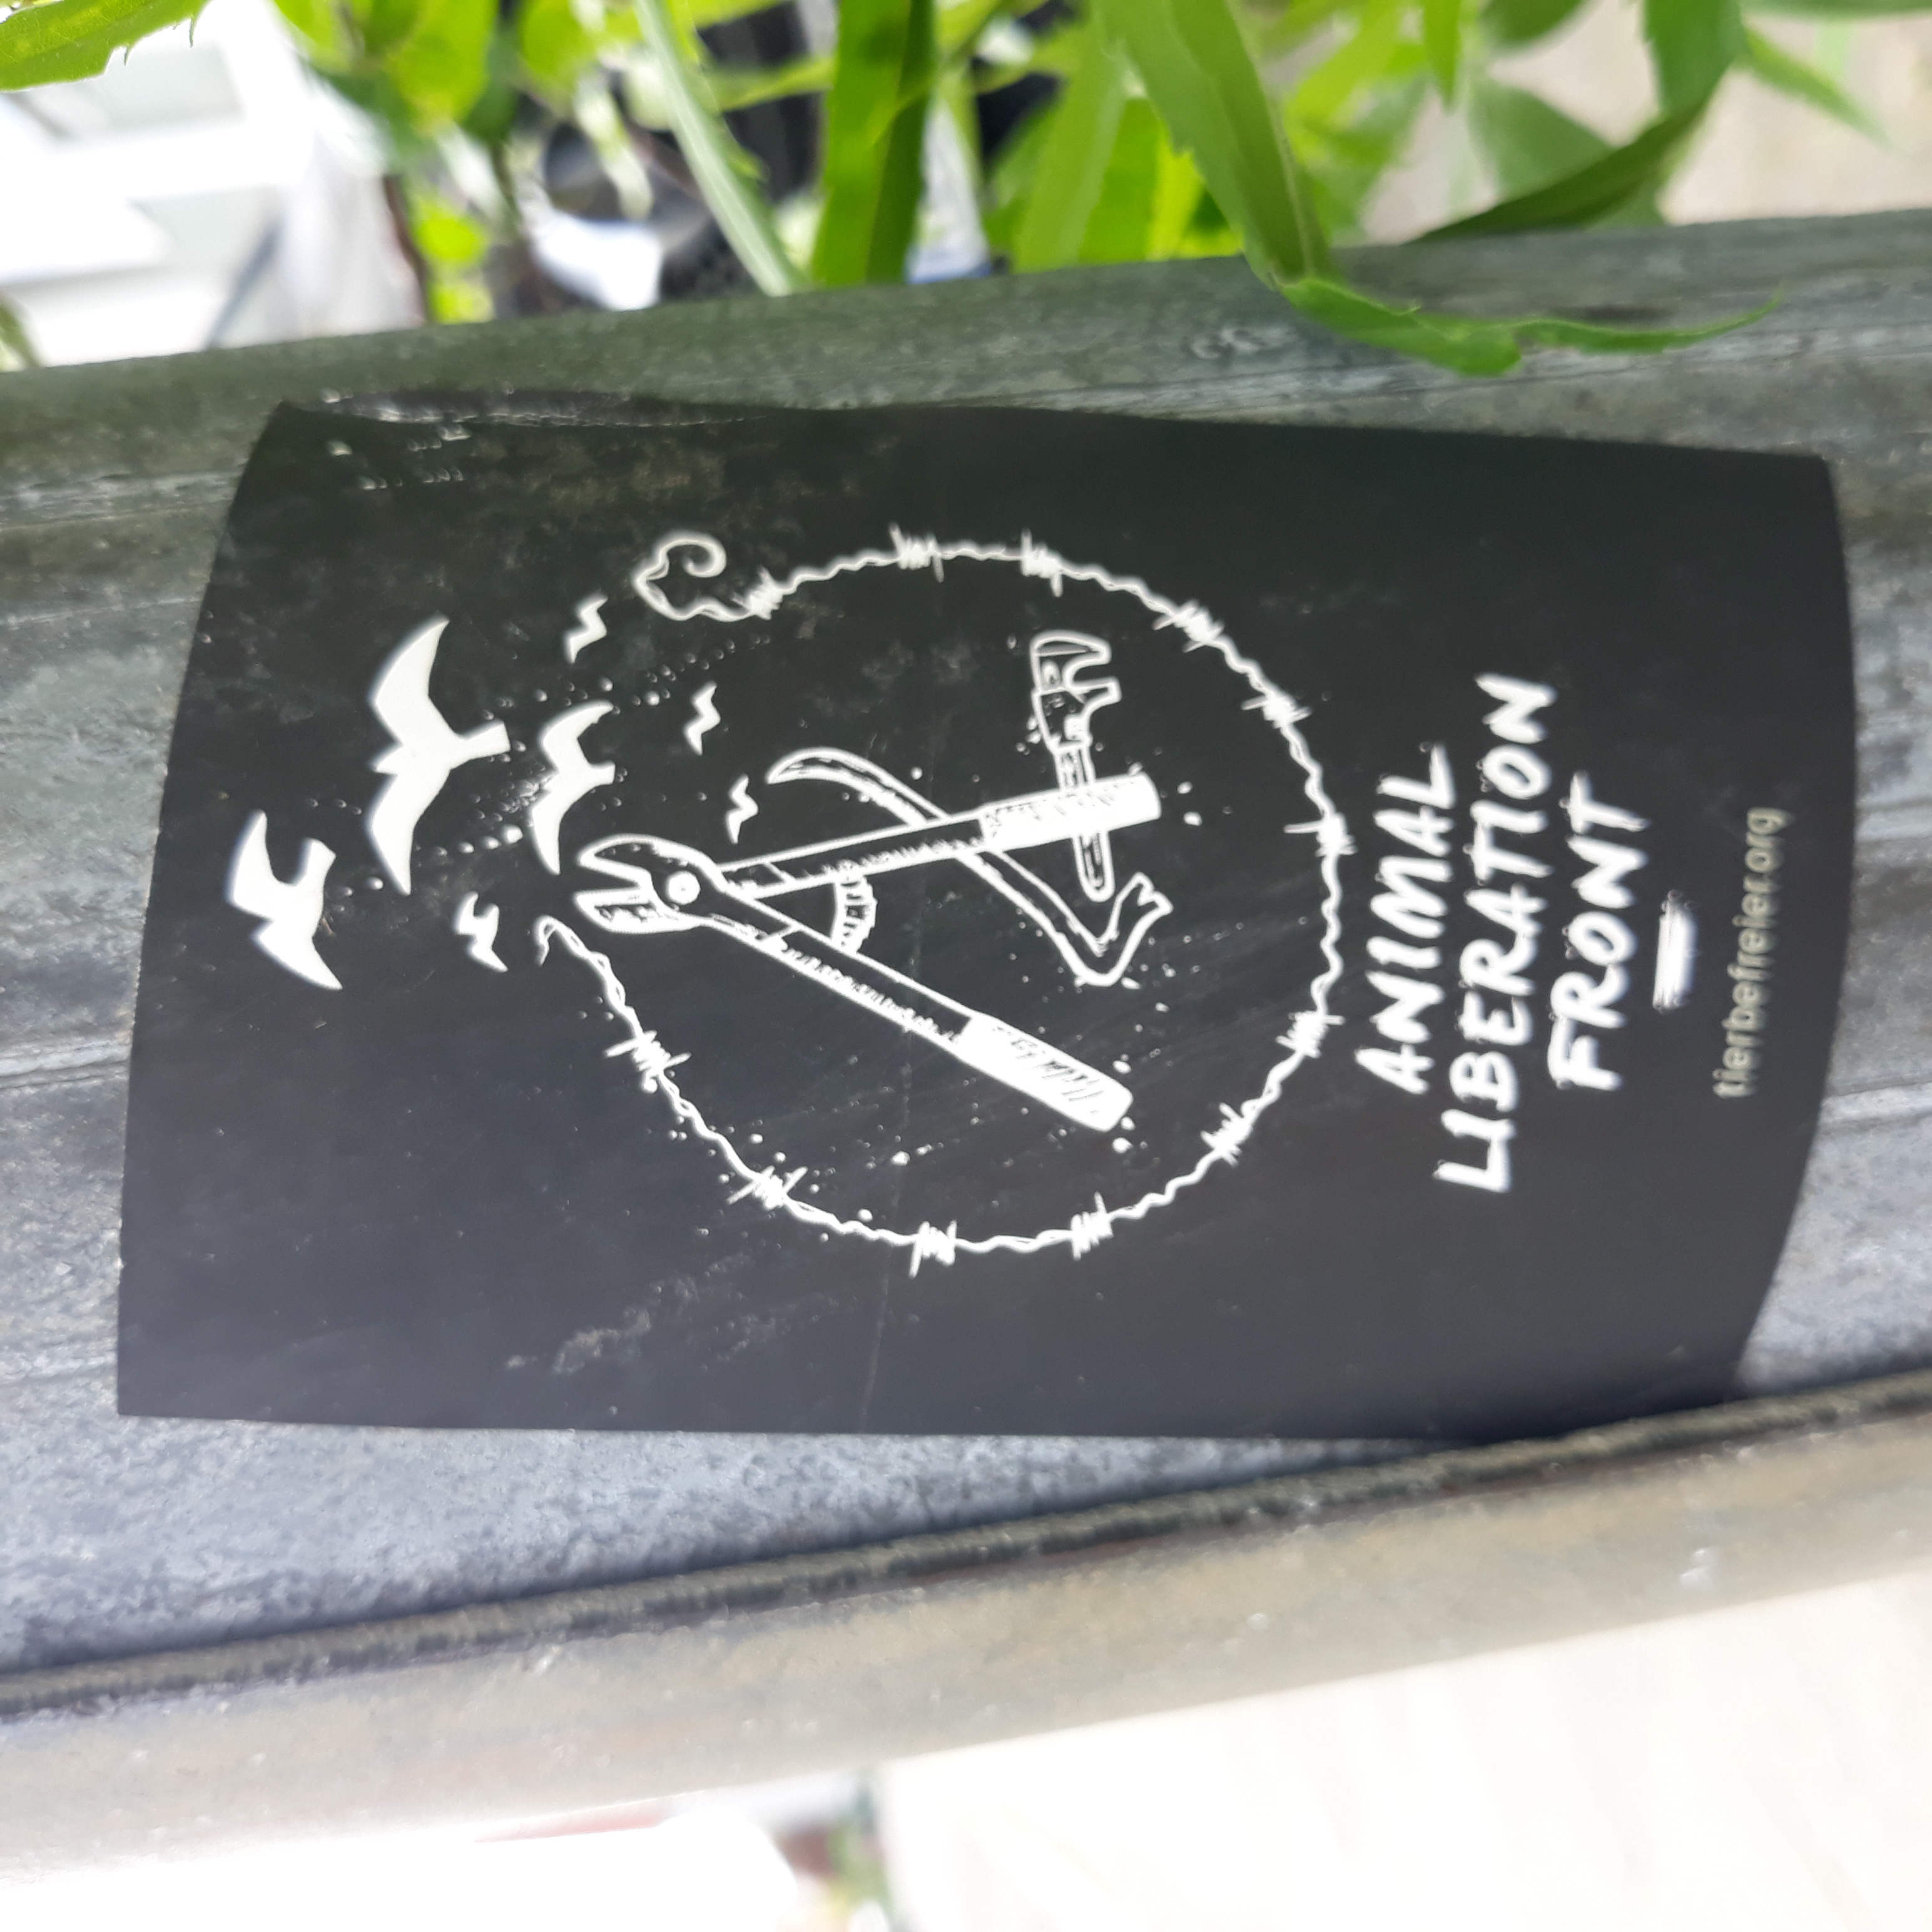 ANIMAL
LIBERATION
FRONT
tierbefreier.org